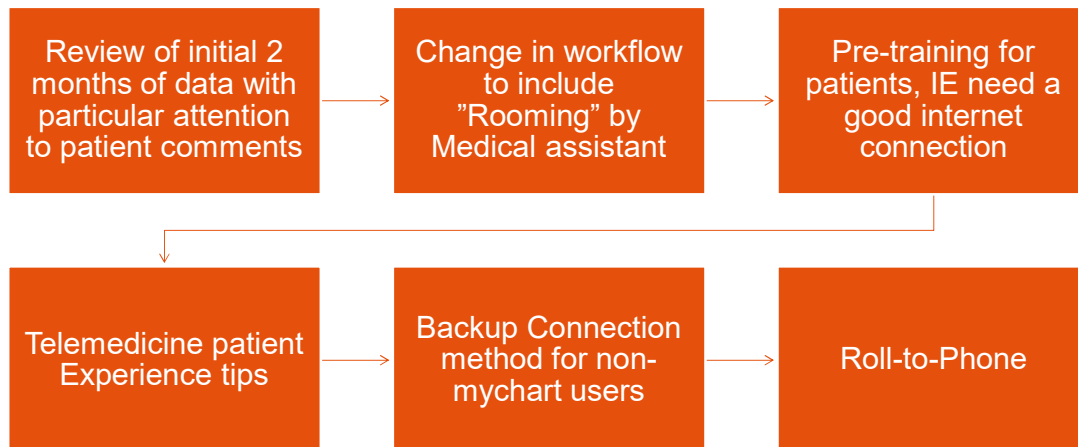 Review of initial 2
months of data with
particular attention
to patient comments
Change in workflow
to include
”Rooming” by
Medical assistant
Pre-training for
patients, IE need a
good internet
connection
Telemedicine patient
Experience tips
Backup Connection
method for non-
mychart users
Roll-to-Phone